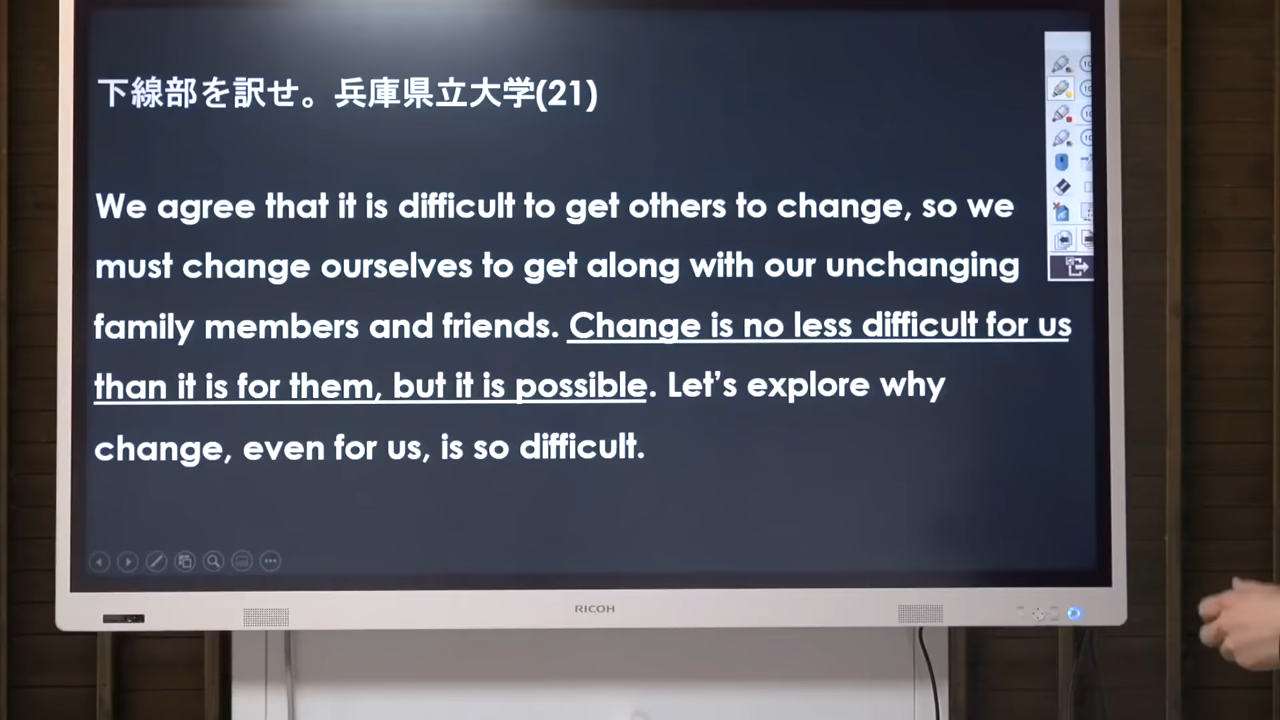 下線部を訳せ。兵庫県立大学(21)
We agree that it is difficult to get others to change, so we
must change ourselves to get along with our unchanging
family members and friends. Change is no less difficult for us
than it is for them, but it is possible. Let's explore why
change, even for us, is so difficult.
RICOH